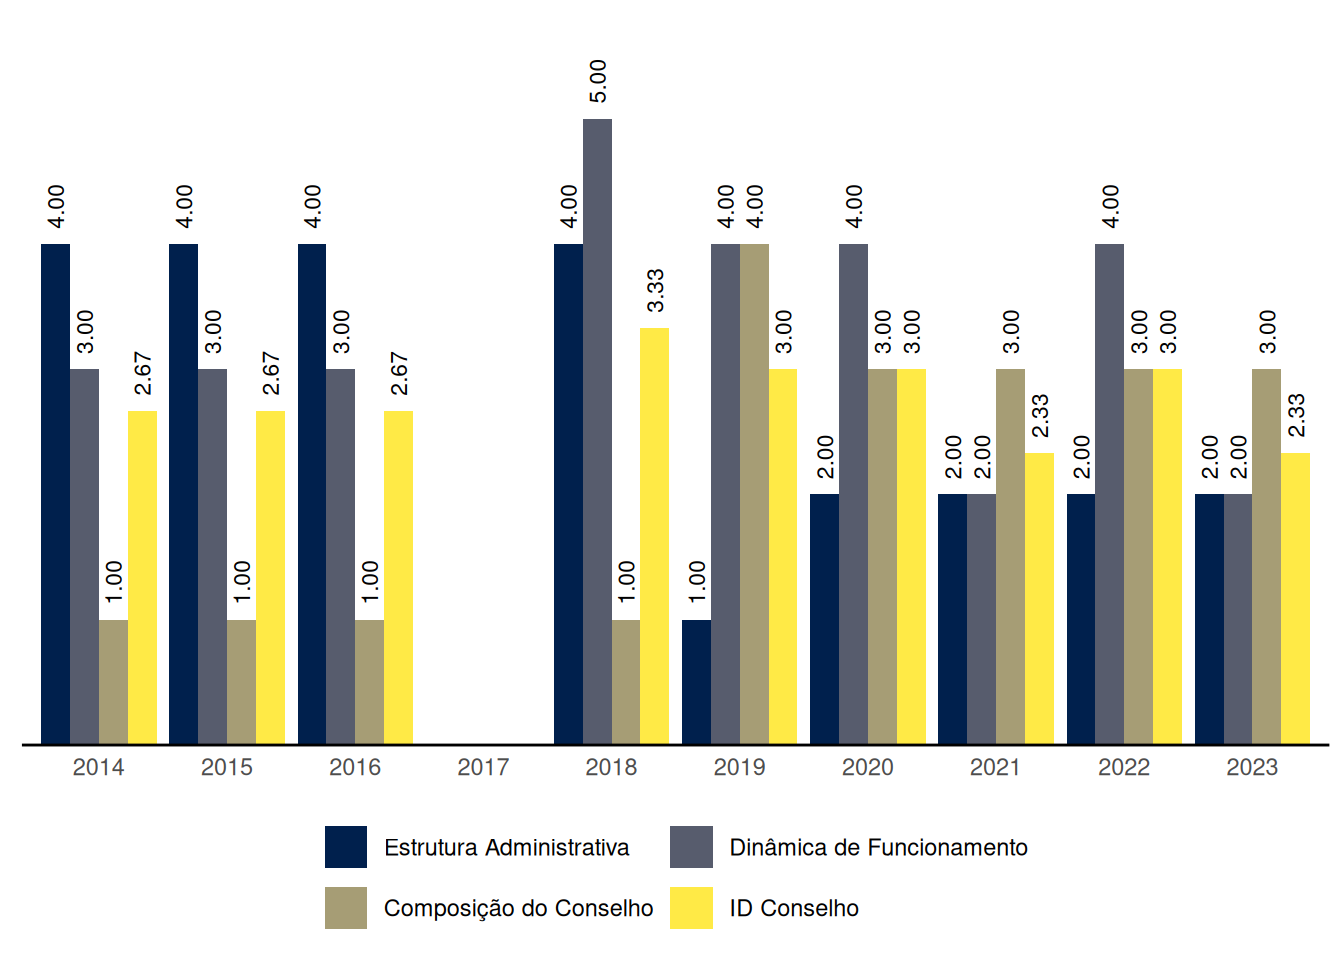 5.00
4.00 4.00 4.00 4.00 4.00 4.00 4.00 4.00
3.33
3.00 3.00 3.00 3.00 3.00 3.00 3.00 3.00 3.00 3.00
2.67 2.67 2.67
2.33 2.33
2.00 2.00 2.00 2.00 2.00 2.00
1.00 1.00 1.00 1.00 1.00
2014 2015 2016 2017 2018 2019 2020 2021 2022 2023
Estrutura Administrativa Dinâmica de Funcionamento
Composição do Conselho ID Conselho